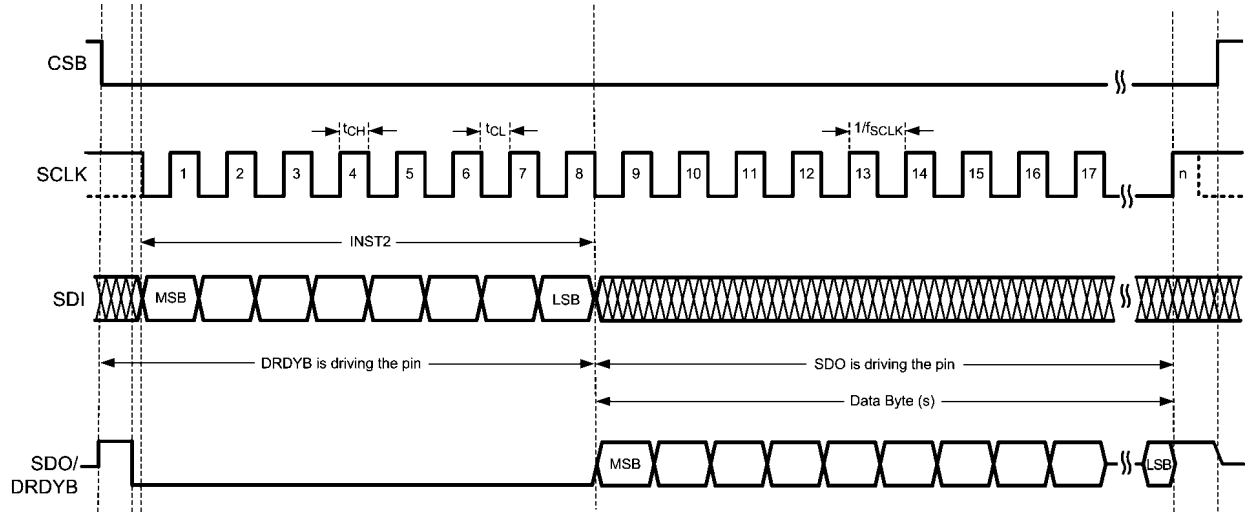 CSB
tCH
tCL
1/fSCLK
SCLK
1 2 3 4 5 6 7 8 9 10 11 12 13 14 15 16 17 n
INST2
SDI
MSB
LSB
DRDYB is driving the pin
SDO is driving the pin
Data Byte (s)
SDO/
DRDYB
MSB
LSB